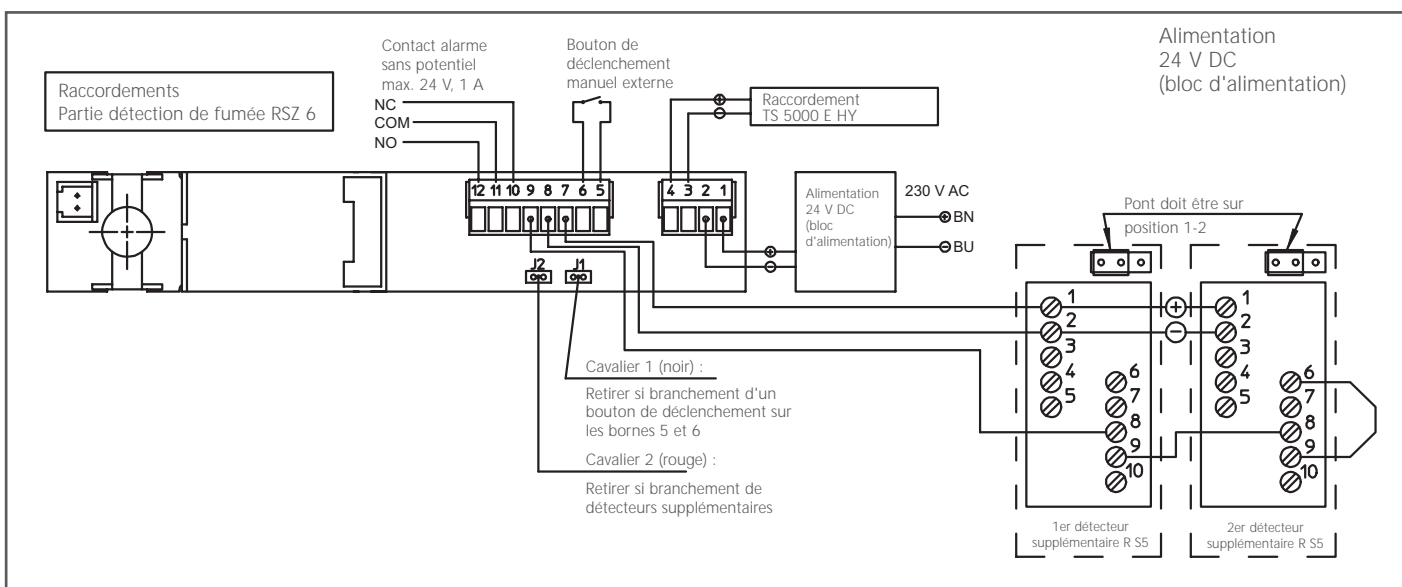 Raccordements
Partie détection de fumée RSZ 6
Contact alarme
sans potentiel
max. 24 V, 1 A
NC
COM
NO
Bouton de
déclenchement
manuel externe
Raccordement
TS 5000 E HY
Alimentation
24 V DC
(bloc d'alimentation)
12 11 10 9 8 7 6 5
4 3 2 1
Alimentation
24 V DC
(bloc
d'alimentation)
230 V AC
BN
BU
J2 J1
Pont doit être sur
position 1-2
Cavalier 1 (noir) :
Retirer si branchement d'un
bouton de déclenchement sur
les bornes 5 et 6
Cavalier 2 (rouge) :
Retirer si branchement de
détecteurs supplémentaires
1
2
3
4
5
6
7
8
9
10
1er détecteur
supplémentaire R S5
1
2
3
4
5
6
7
8
9
10
2er détecteur
supplémentaire R S5